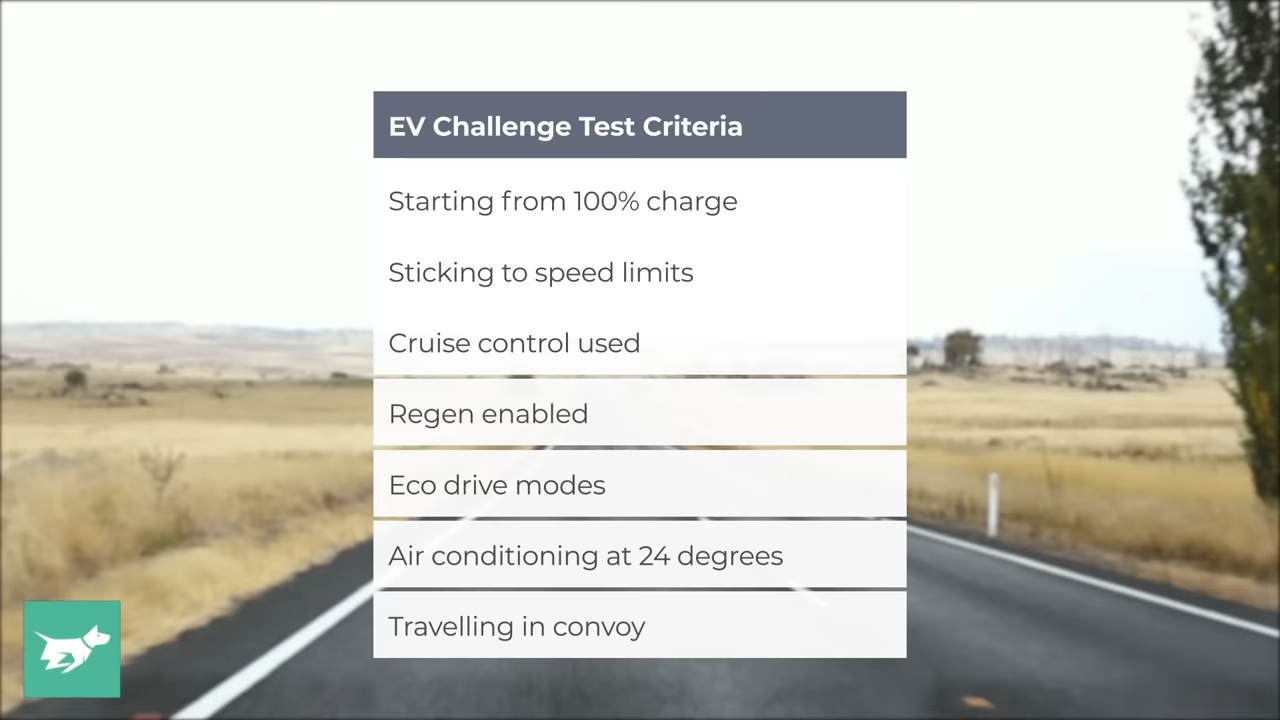 EV Challenge Test Criteria
Starting from 100% charge
Sticking to speed limits
Cruise control used
Regen enabled
Eco drive modes
Air conditioning at 24 degrees
Travelling in convoy